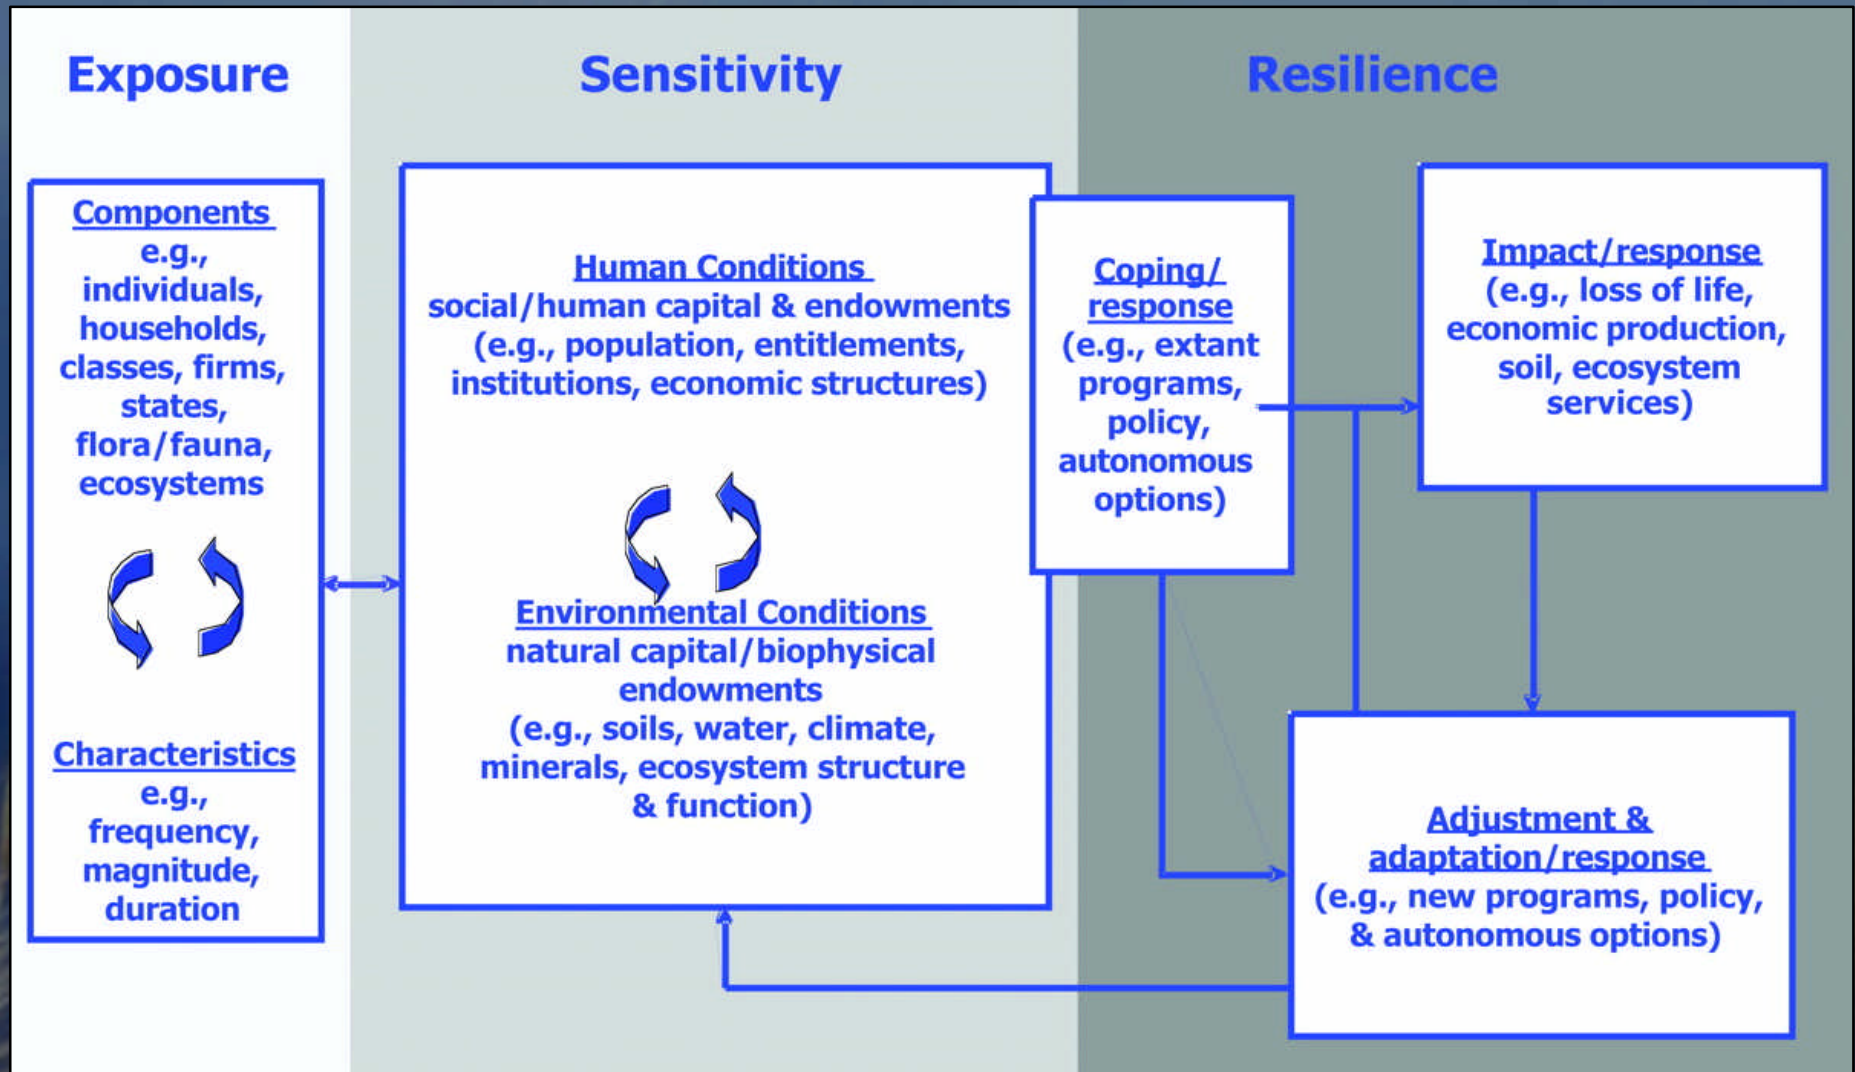 Exposure
Sensitivity
Resilience
Components
e.g.,
individuals,
households,
classes, firms,
states,
flora/fauna,
ecosystems
Characteristics
e.g.,
frequency,
magnitude,
duration
Human Conditions
social/human capital & endowments
(e.g., population, entitlements,
institutions, economic structures)
Environmental Conditions
natural capital/biophysical
endowments
(e.g., soils, water, climate,
minerals, ecosystem structure
& function)
Coping/
response
(e.g., extant
programs,
policy,
autonomous
options)
Impact/response
(e.g., loss of life,
economic production,
soil, ecosystem
services)
Adjustment &
adaptation/response
(e.g., new programs, policy,
& autonomous options)